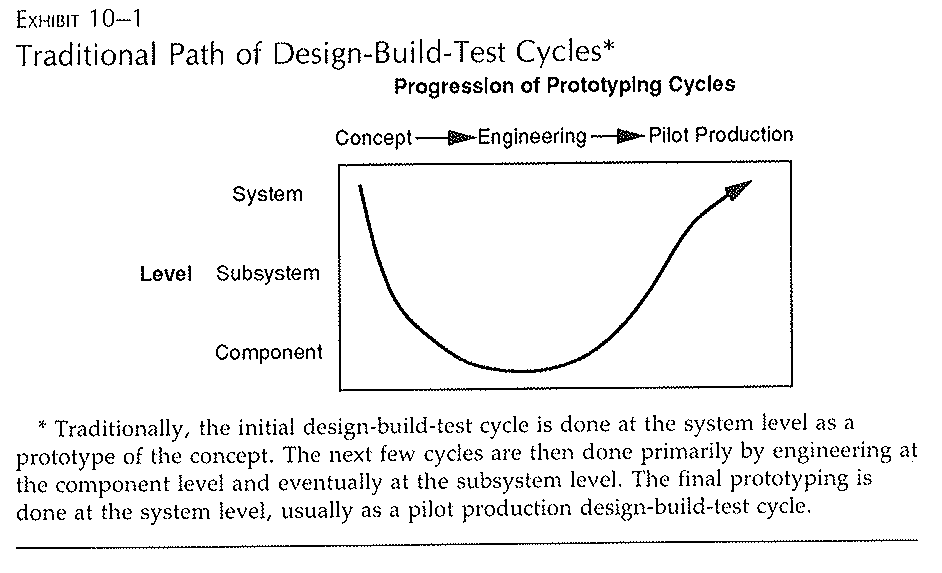 EXHIBIT 10–1
Traditional Path of Design-Build-Test Cycles*
Progression of Prototyping Cycles
Concept Engineering Pilot Production
System
Level Subsystem
Component
* Traditionally, the initial design-build-test cycle is done at the system level as a
prototype of the concept. The next few cycles are then done primarily by engineering at
the component level and eventually at the subsystem level. The final prototyping is
done at the system level, usually as a pilot production design-build-test cycle.